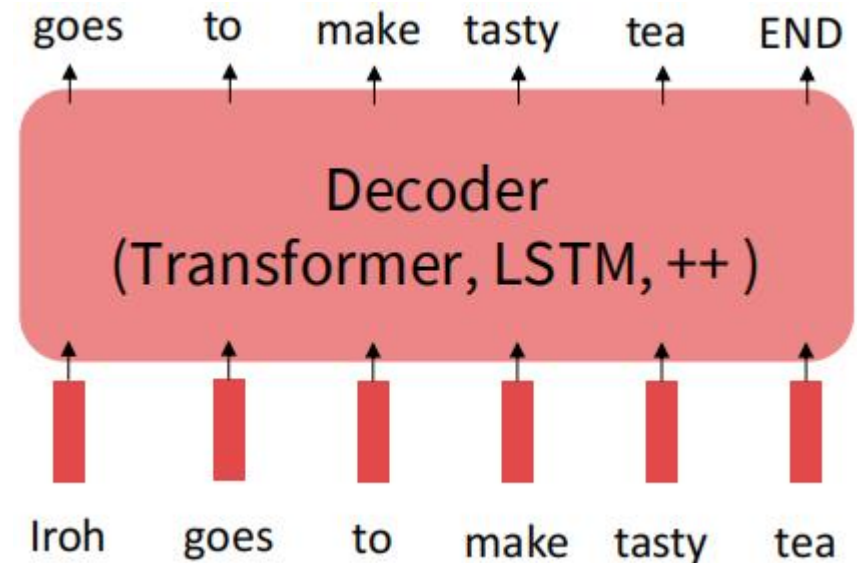 goes to make tasty tea END
Decoder
(Transformer, LSTM, ++ )
Iroh goes to make tasty tea